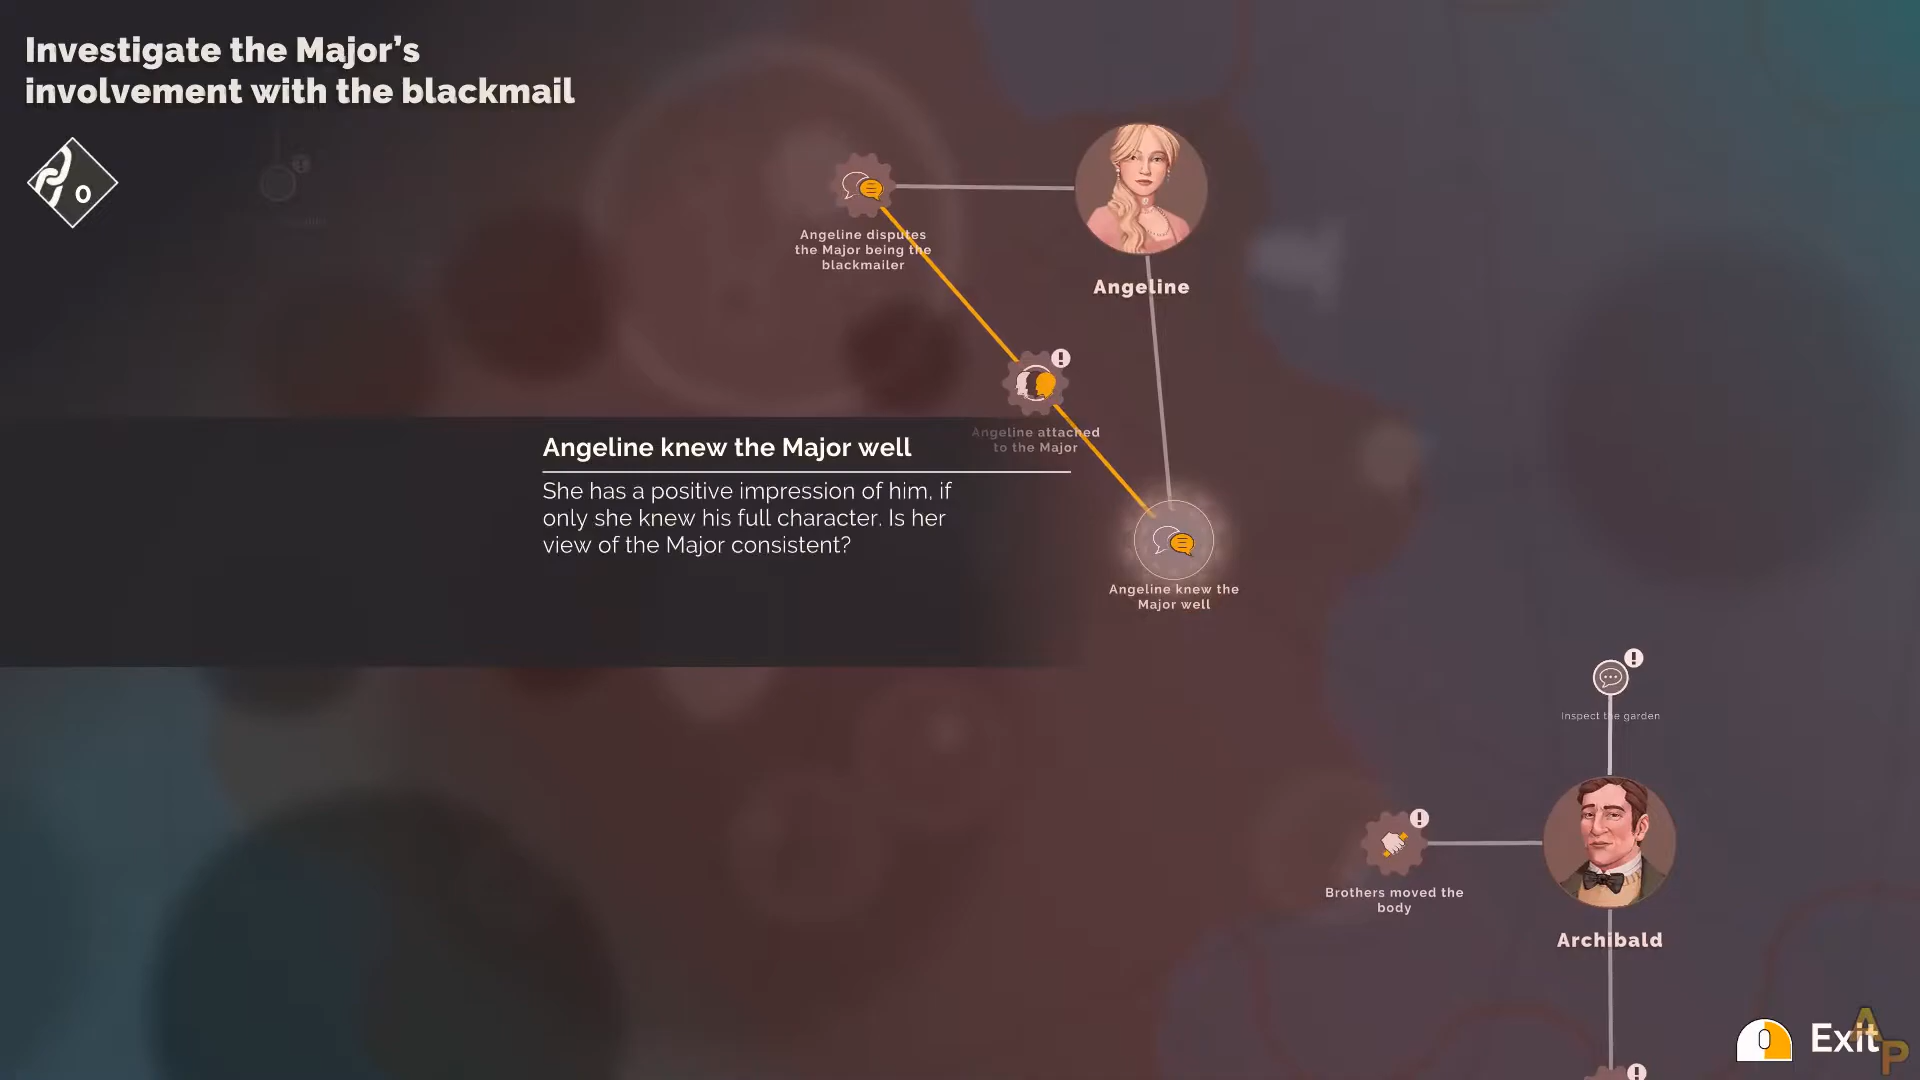 Investigate the Major’s
involvement with the blackmail
0
Angeline disputes
the Major being the
blackmailer
Angeline
Angeline attached
to the Major
Angeline knew the Major well
She has a positive impression of him, if
only she knew his full character. Is her
view of the Major consistent?
Angeline knew the
Major well
Inspect the garden
Brothers moved the
body
Archibald
Exit
AP